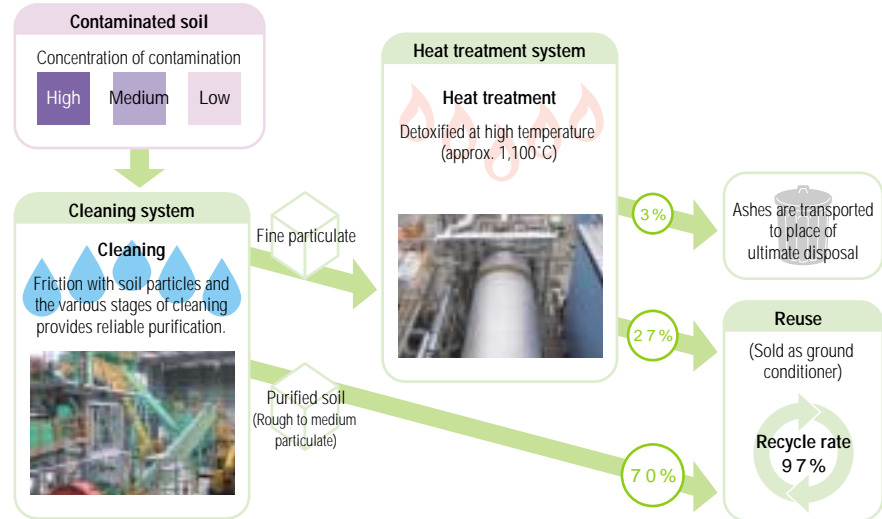 Contaminated soil
Concentration of contamination
High
Medium
Low
Cleaning system
Cleaning
Friction with soil particles and
the various stages of cleaning
provides reliable purification.
Fine particulate
Purified soil
(Rough to medium
particulate)
Heat treatment system
Heat treatment
Detoxified at high temperature
(approx. 1,100˚C)
3%
27%
70%
Ashes are transported
to place of
ultimate disposal
Reuse
(Sold as ground
conditioner)
Recycle rate
97%